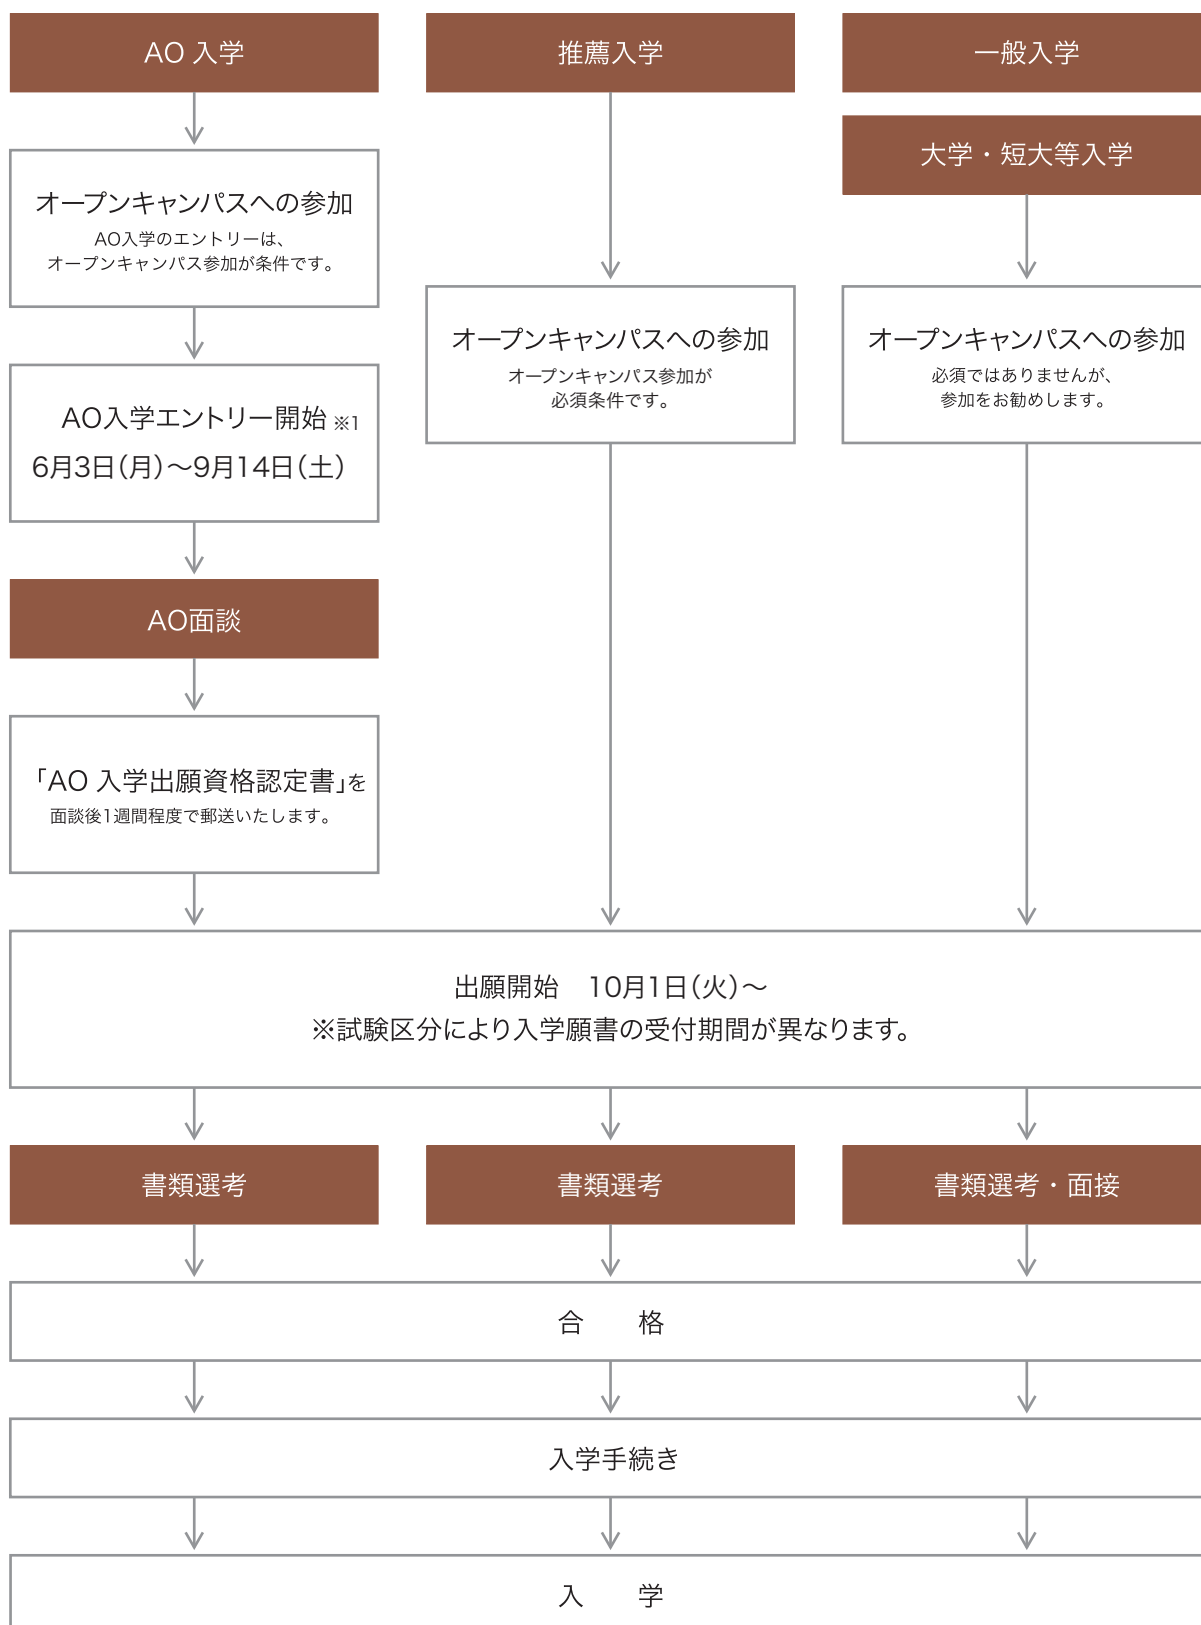 AO 入学
オープンキャンパスへの参加
AO入学のエントリーは、
オープンキャンパス参加が条件です。
AO入学エントリー開始 ※1
6月3日(月)〜9月14日(土)
AO面談
「AO 入学出願資格認定書」を
面談後1週間程度で郵送いたします。
推薦入学
オープンキャンパスへの参加
オープンキャンパス参加が
必須条件です。
一般入学
大学・短大等入学
オープンキャンパスへの参加
必須ではありませんが、
参加をお勧めします。
出願開始　10月1日(火)〜
※試験区分により入学願書の受付期間が異なります。
書類選考
書類選考
書類選考・面接
合　　格
入学手続き
入　　学